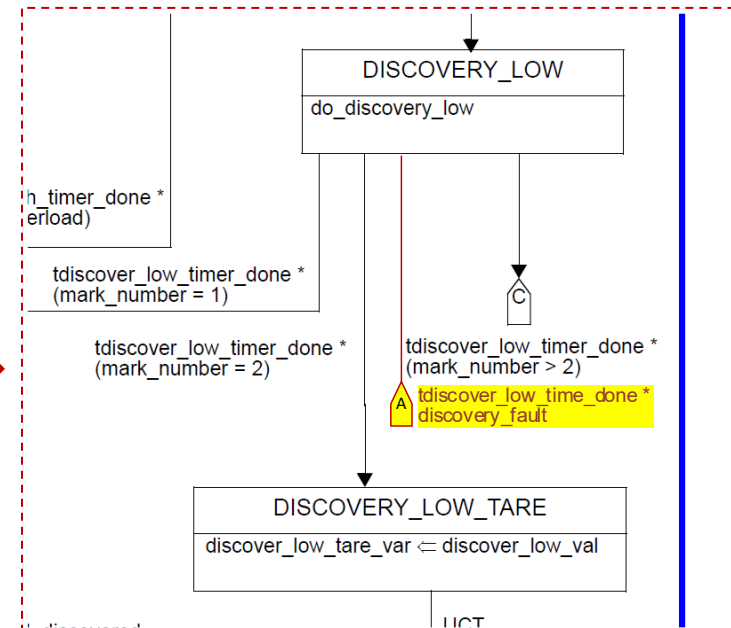 DISCOVERY_LOW
do_discovery_low
h_timer_done *
erload)
tdiscover_low_timer_done *
(mark_number = 1)
C
tdiscover_low_timer_done *
(mark_number = 2)
tdiscover_low_timer_done *
(mark_number > 2)
A
tdiscover_low_time_done *
discovery_fault
DISCOVERY_LOW_TARE
discover_low_tare_var ⇐ discover_low_val
UCT